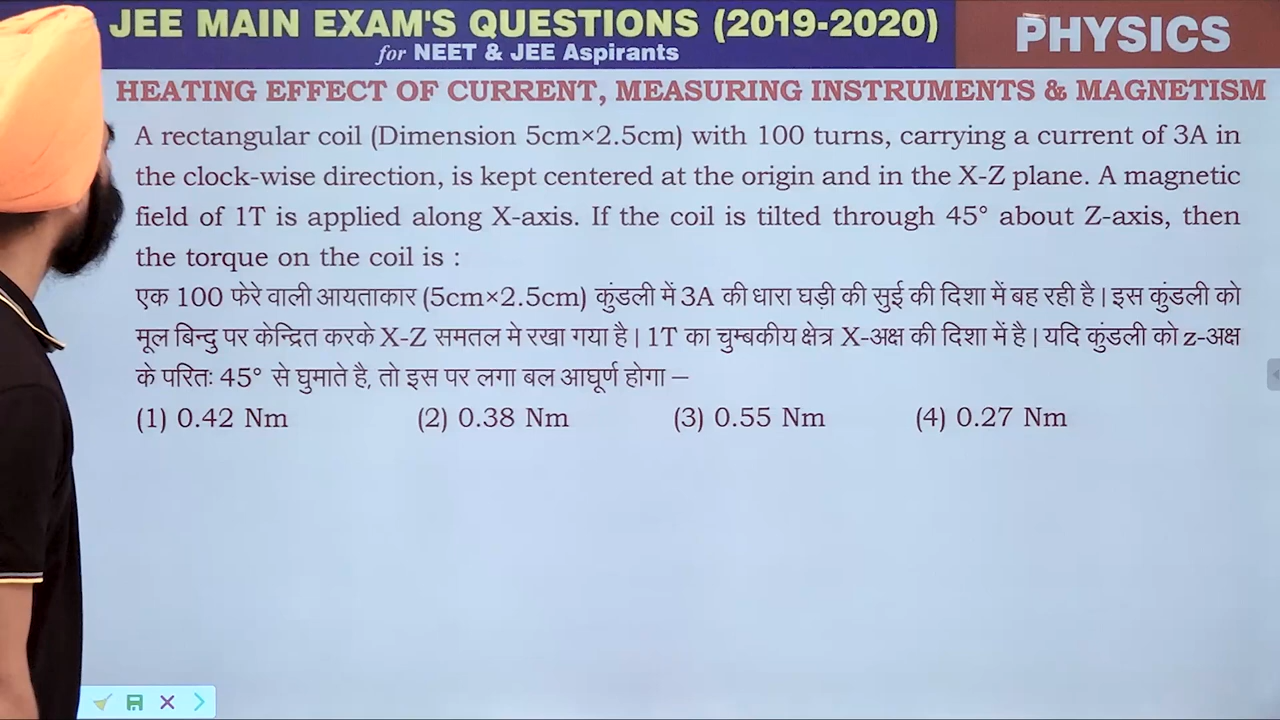 JEE MAIN EXAM'S QUESTIONS (2019-2020)
for NEET & JEE Aspirants
PHYSICS
HEATING EFFECT OF CURRENT, MEASURING INSTRUMENTS & MAGNETISM
A rectangular coil (Dimension 5cm×2.5cm) with 100 turns, carrying a current of 3A in
the clock-wise direction, is kept centered at the origin and in the X-Z plane. A magnetic
field of 1T is applied along X-axis. If the coil is tilted through 45° about Z-axis, then
the torque on the coil is :
एक 100 फेरे वाली आयताकार (5cm×2.5cm) कुंडली में 3A की धारा घड़ी की सुई की दिशा में बह रही है। इस कुंडली को
मूल बिन्दु पर केन्द्रित करके X-Z समतल मे रखा गया है। 1T का चुम्बकीय क्षेत्र X-अक्ष की दिशा में है। यदि कुंडली को z-अक्ष
के परितः 45° से घुमाते है, तो इस पर लगा बल आघूर्ण होगा –
(1) 0.42 Nm (2) 0.38 Nm (3) 0.55 Nm (4) 0.27 Nm